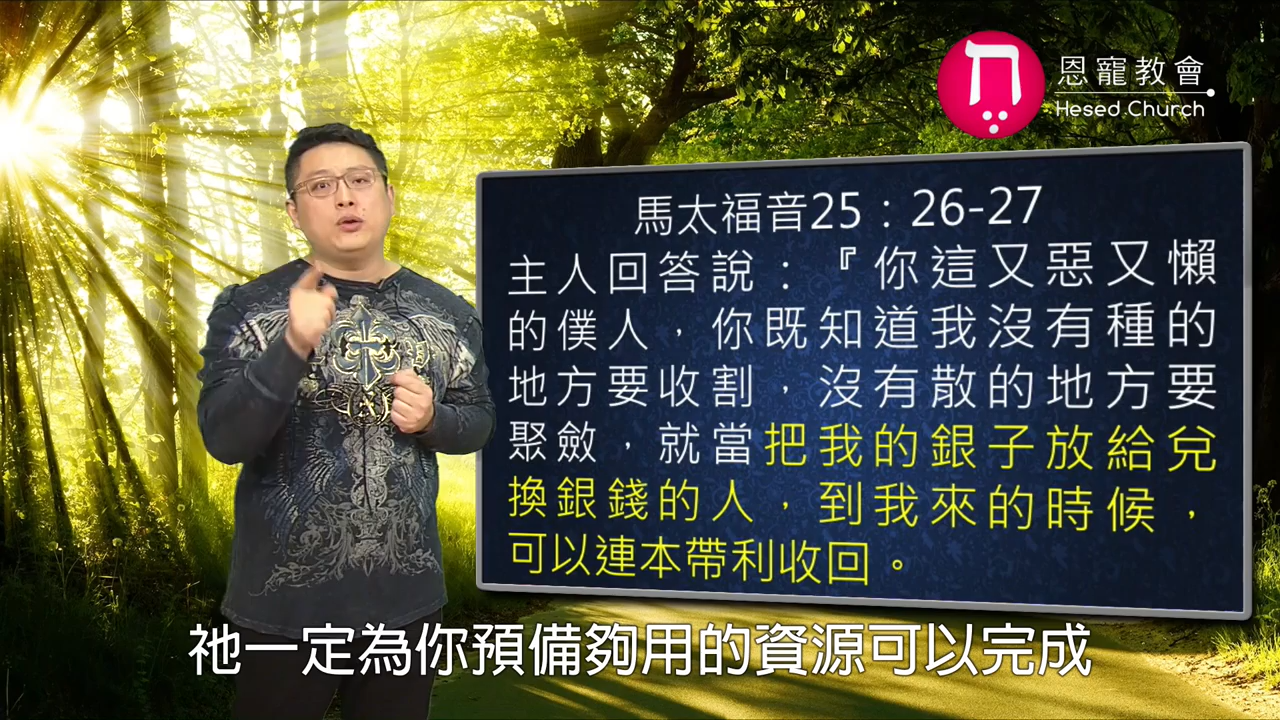 恩寵教會
Hesed Church
馬太福音25：26-27
主人回答說：『你這又惡又懶
的僕人，你既知道我沒有種的
地方要收割，沒有散的地方要
聚斂，就當把我的銀子放給兌
換銀錢的人，到我來的時候，
可以連本帶利收回。
祂一定為你預備夠用的資源可以完成